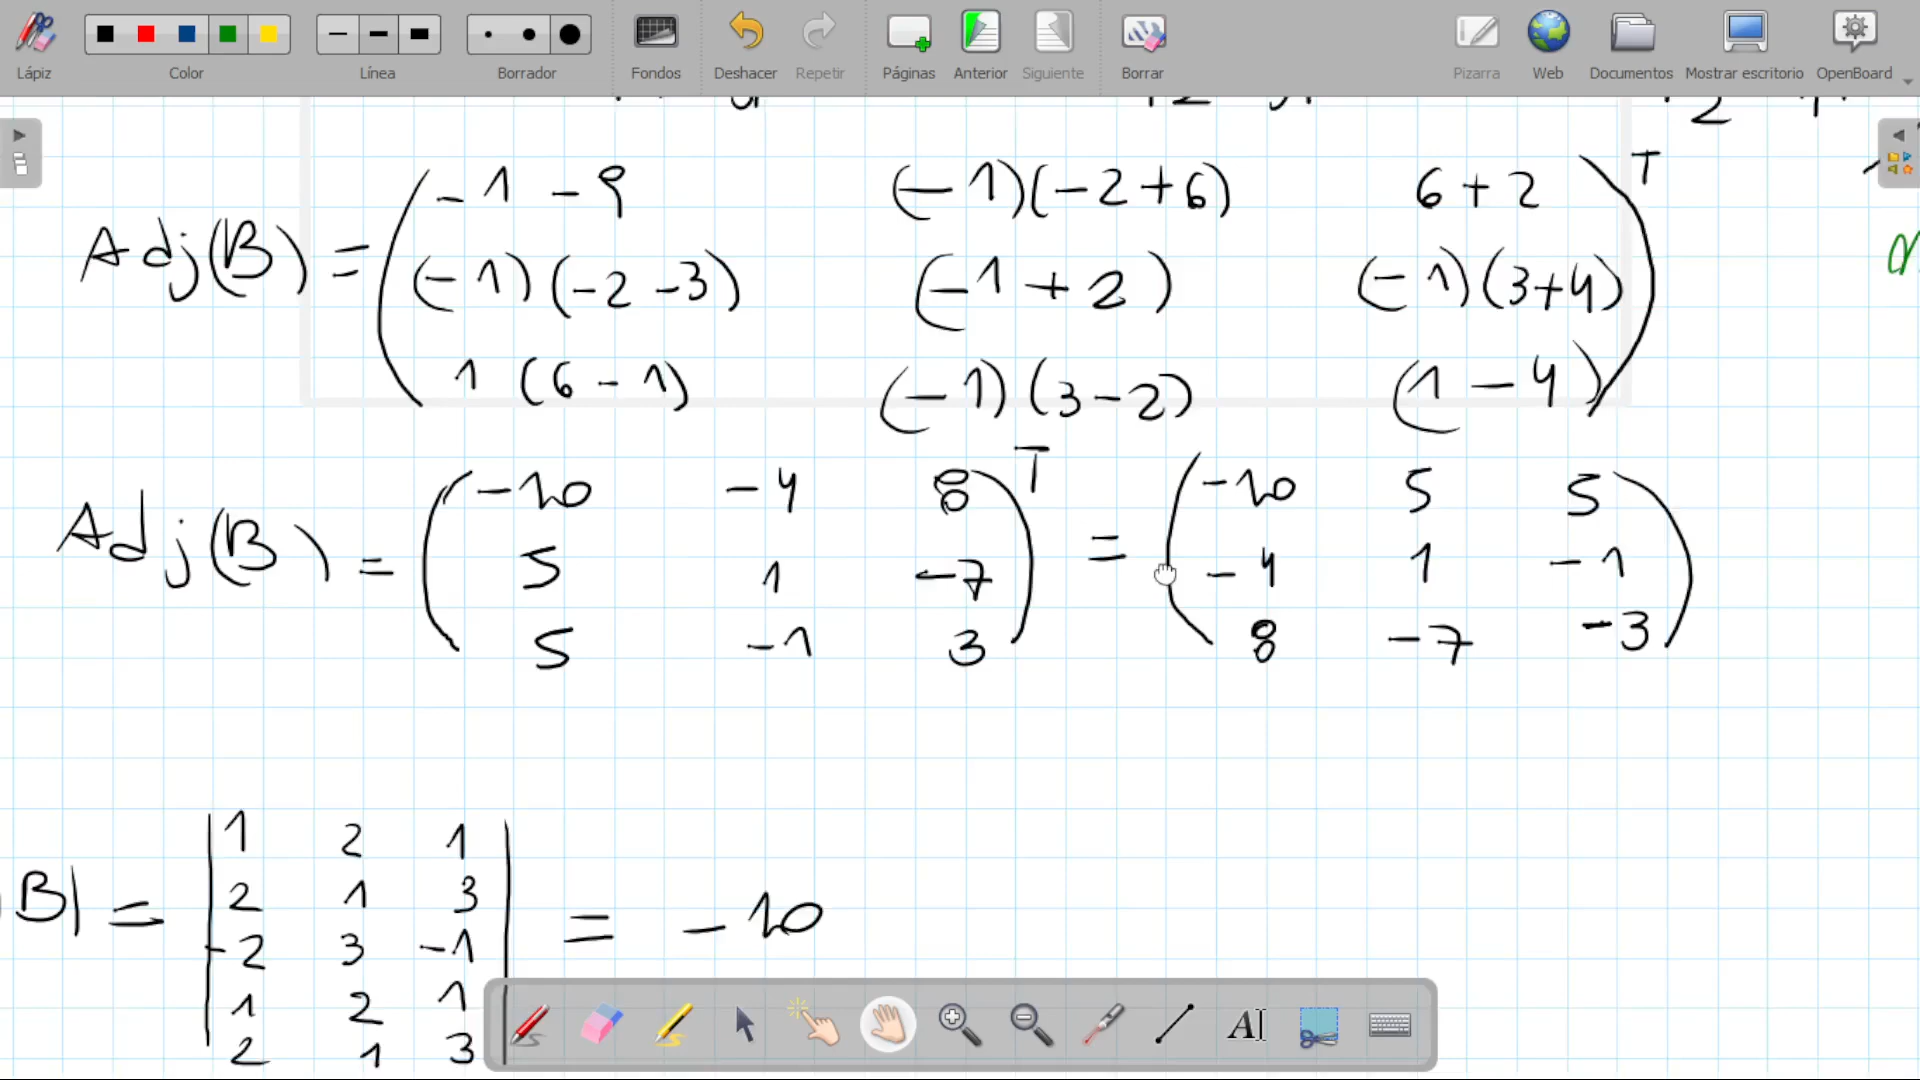 Lápiz Color Línea Borrador Fondos Deshacer Repetir Páginas Anterior Siguiente Borrar Pizarra Web Documentos Mostrar escritorio OpenBoard
-1 -9 (-1)(-2+6) 6+2 T
Adj(B) = (-1)(-2-3) (-1+2) (-1)(3+4)
1 (6-1) (-1)(3-2) (1-4)
-10 -4 8 T -10 5 5
Adj(B) = 5 1 -7 = -4 1 -1
5 -1 3 8 -7 -3
1 2 1
2 1 3
B| = = -10
-2 3 -1
1 2 1
2 1 3
AI